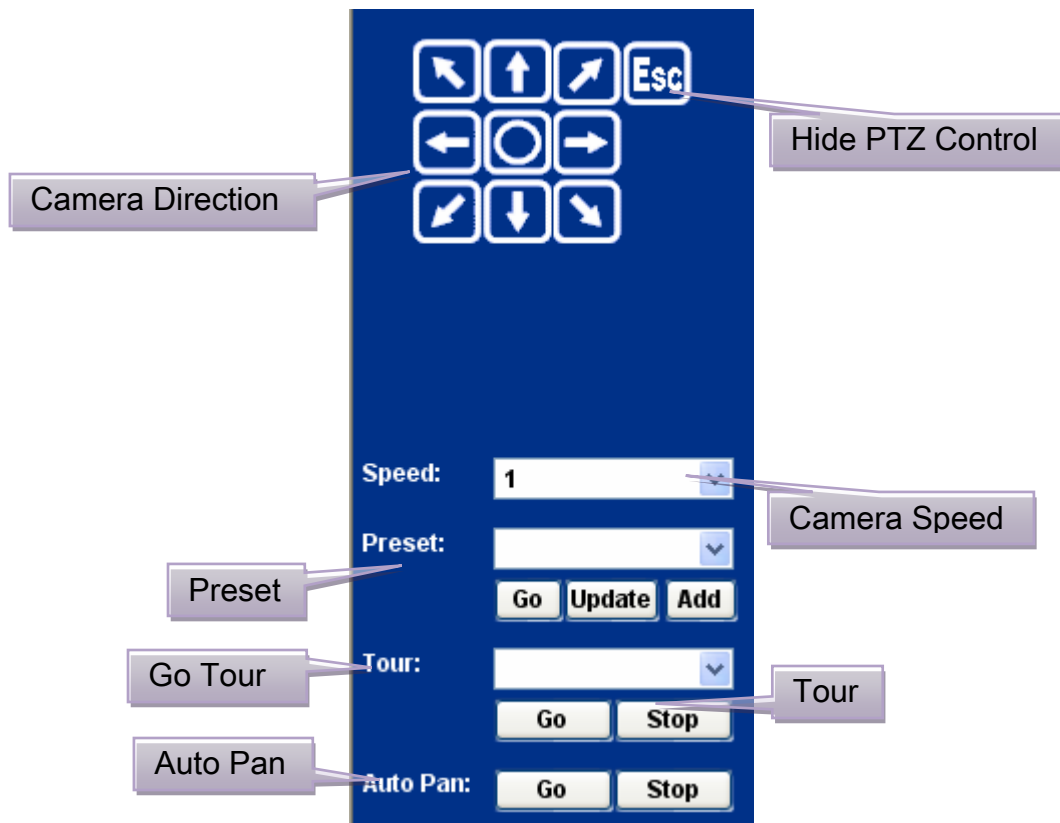 Esc
Hide PTZ Control
Camera Direction
Speed:
1
Camera Speed
Preset:
Preset
Go Update Add
Tour:
Go Tour
Tour
Go Stop
Auto Pan
Auto Pan:
Go Stop